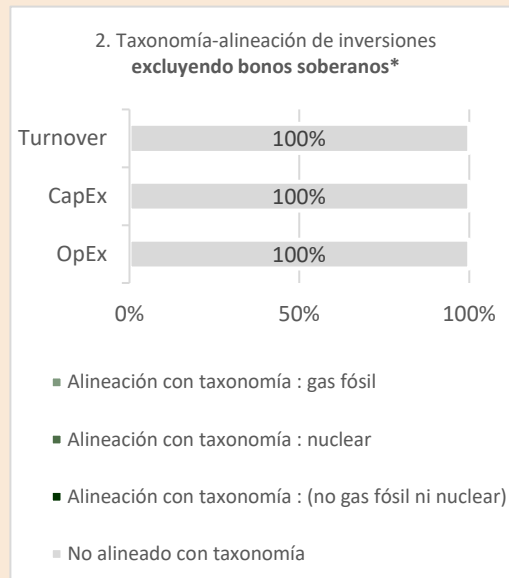 2. Taxonomía-alineación de inversiones
excluyendo bonos soberanos*
Turnover
100%
CapEx
100%
OpEx
100%
0%
50%
100%
Alineación con taxonomía : gas fósil
Alineación con taxonomía : nuclear
Alineación con taxonomía : (no gas fósil ni nuclear)
No alineado con taxonomía